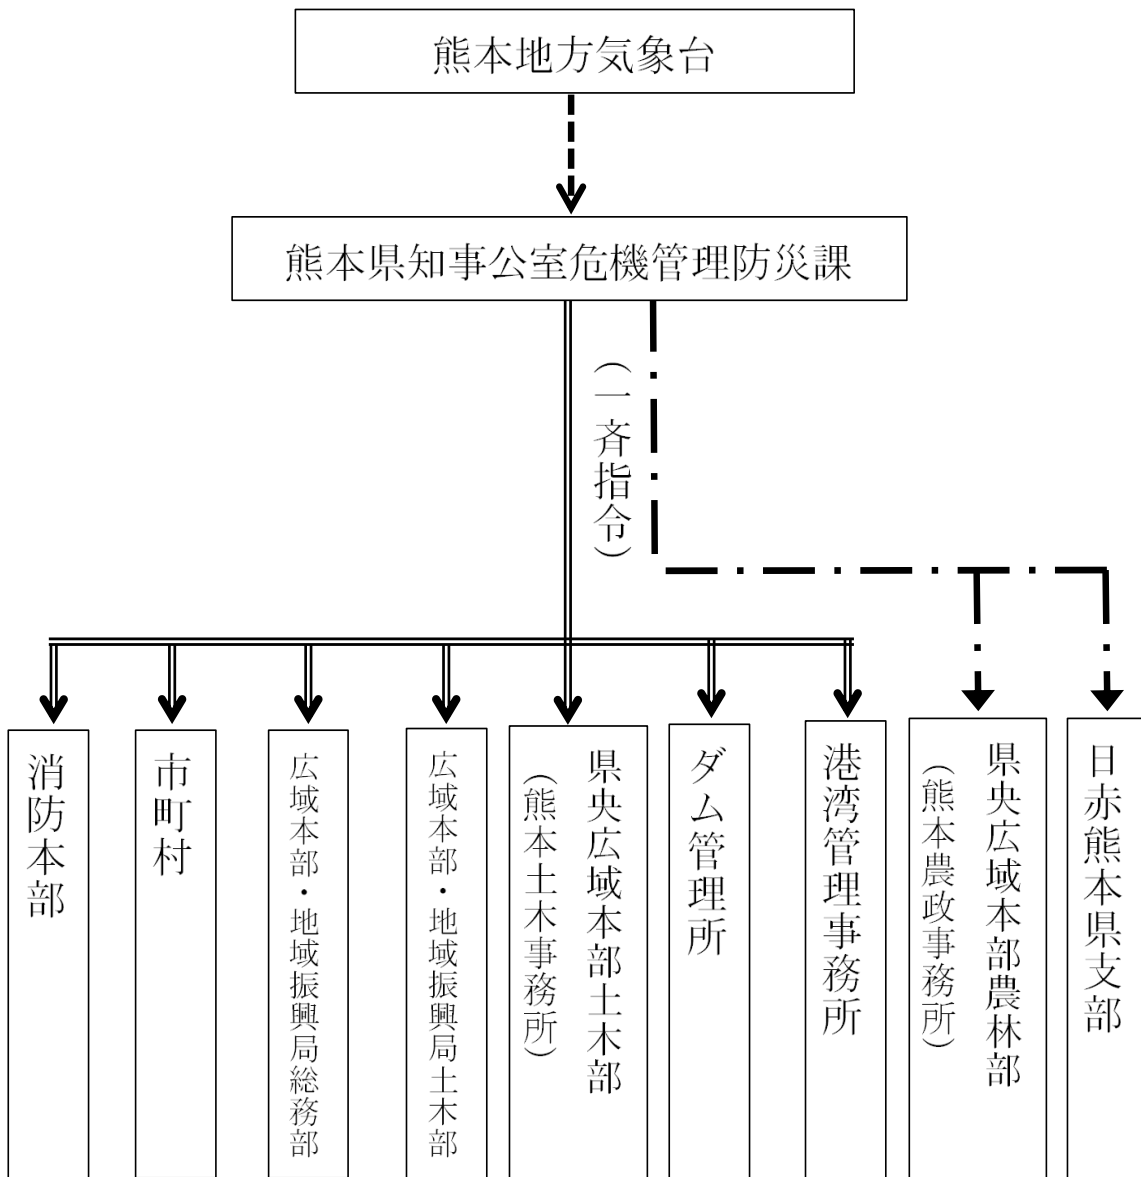 熊本地方気象台
熊本県知事公室危機管理防災課
（一斉指令）
消防本部
市町村
広域本部・地域振興局総務部
広域本部・地域振興局土木部
県央広域本部土木部
（熊本土木事務所）
ダム管理所
港湾管理事務所
県央広域本部農林部
（熊本農政事務所）
日赤熊本県支部